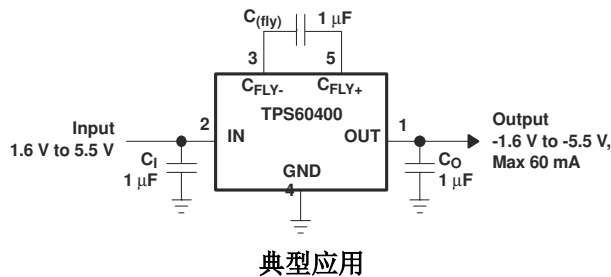 C(fly) 1 μF
3 5
CFLY- CFLY+
TPS60400
Input
1.6 V to 5.5 V
2 IN
OUT 1
Output
-1.6 V to -5.5 V,
Max 60 mA
CI
1 μF
GND
4
CO
1 μF
典型应用